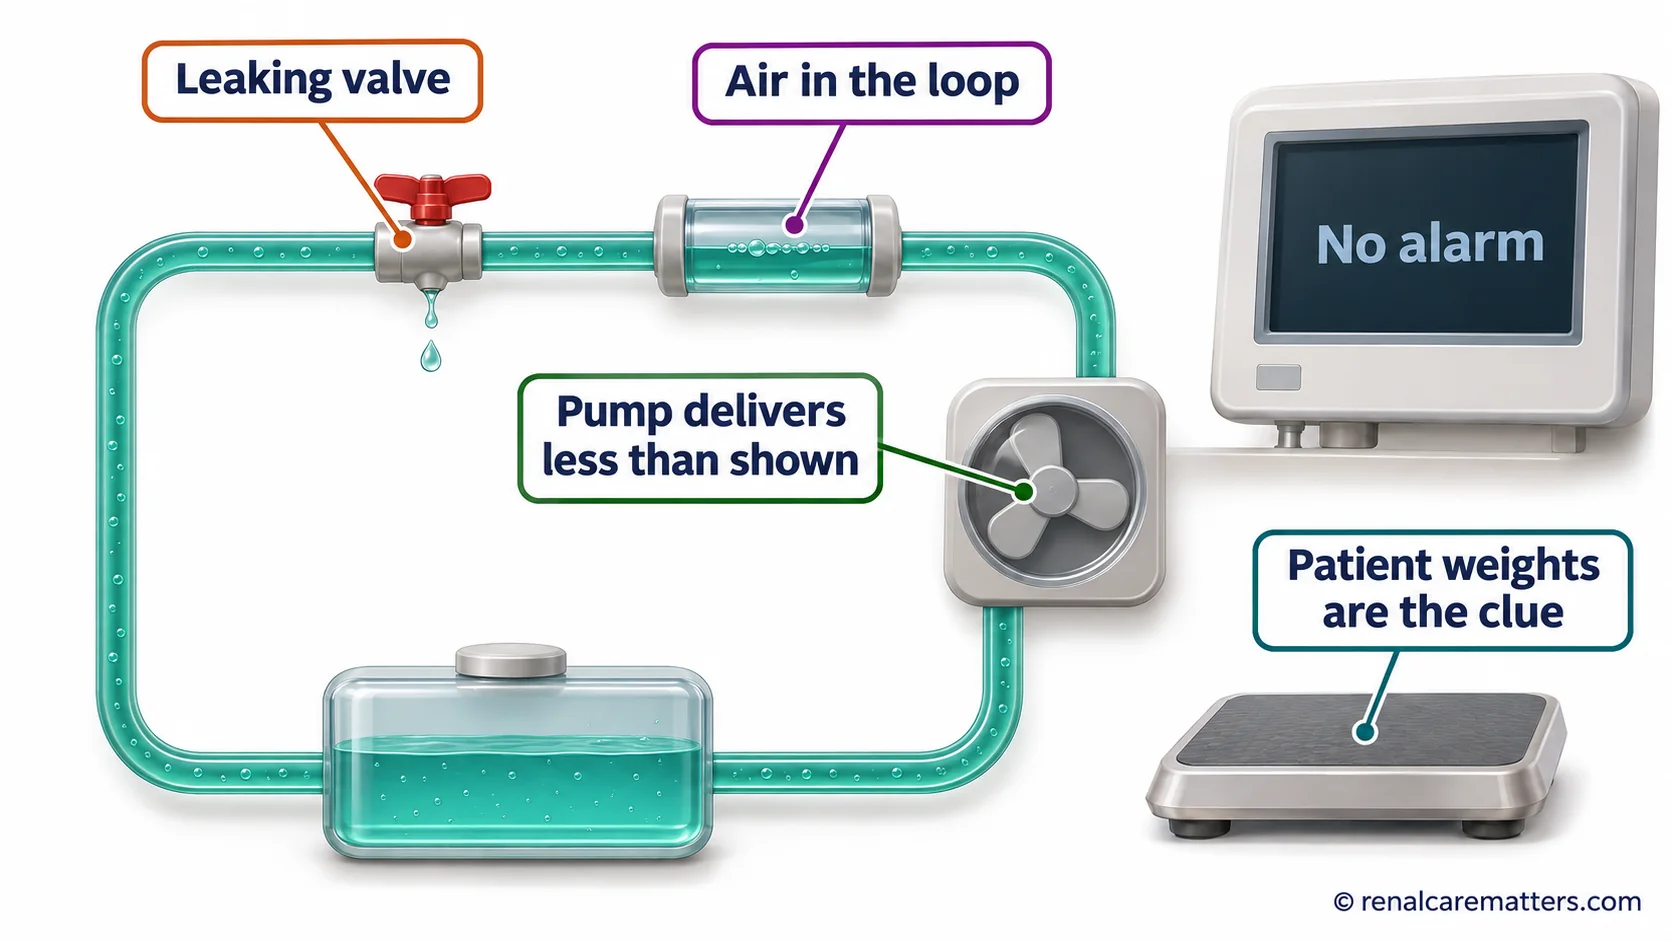 Leaking valve
Air in the loop
No alarm
Pump delivers
less than shown
Patient weights
are the clue
© renalcarematters.com